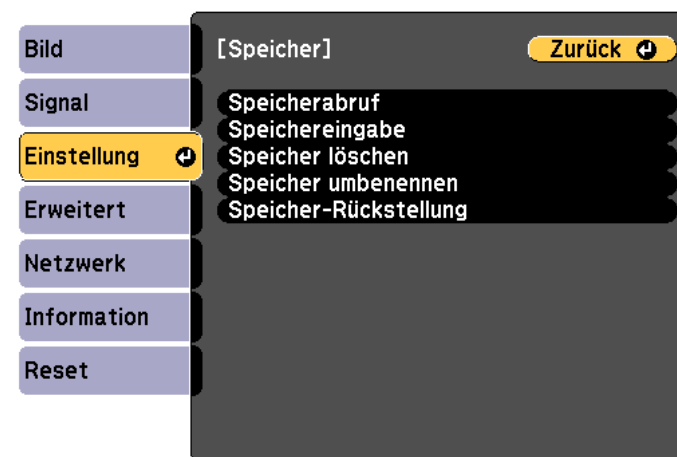 Bild
Signal
Einstellung
Erweitert
Netzwerk
Information
Reset
[Speicher]
Zurück
Speicherabruf
Speichereingabe
Speicher löschen
Speicher umbenennen
Speicher-Rückstellung